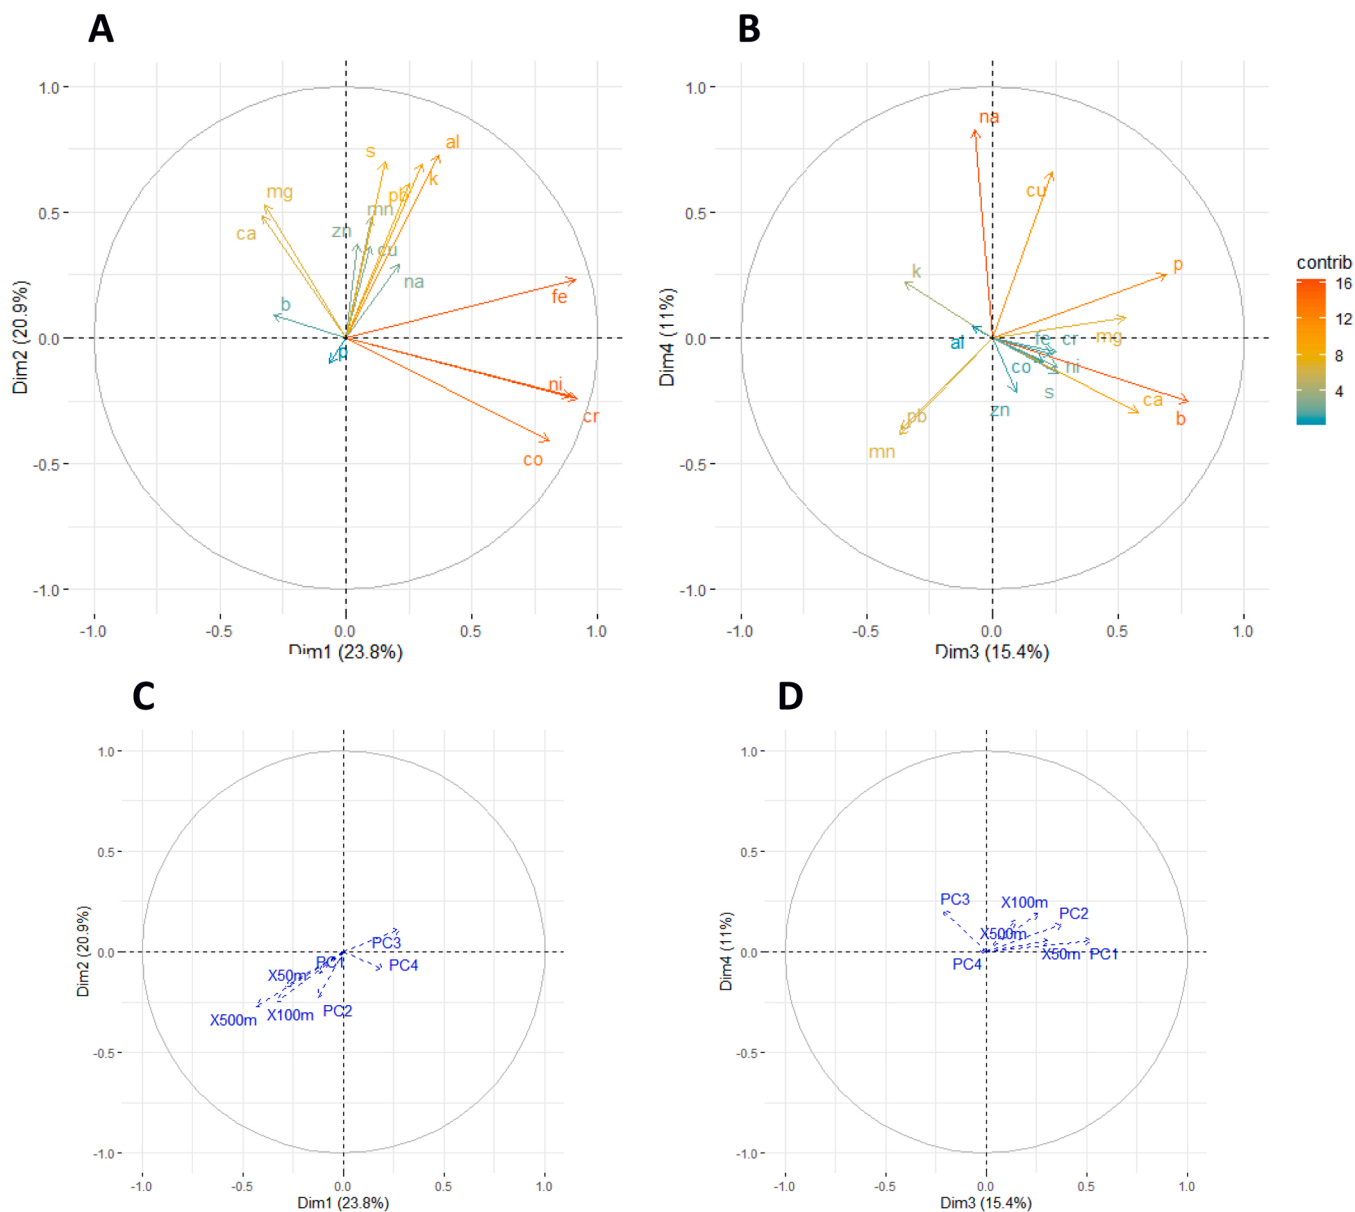 A
B
1.0
0.5
0.0
-0.5
-1.0
Dim2 (20.9%)
s
al
k
pb
mg
mn
ca
zn
cu
na
b
fe
p
ni
cr
co
-1.0
-0.5
0.0
0.5
1.0
Dim1 (23.8%)
1.0
0.5
0.0
-0.5
-1.0
Dim4 (11%)
na
cu
p
k
mg
al
fe
cr
co
ni
s
zn
ca
b
pb
mn
-1.0
-0.5
0.0
0.5
1.0
Dim3 (15.4%)
contrib
16
12
8
4
C
D
1.0
0.5
0.0
-0.5
-1.0
Dim2 (20.9%)
PC3
PC1
PC4
X50m
X500m
X100m
PC2
-1.0
-0.5
0.0
0.5
1.0
Dim1 (23.8%)
1.0
0.5
0.0
-0.5
-1.0
Dim4 (11%)
PC3
X100m
PC2
X500m
X50m
PC1
PC4
-1.0
-0.5
0.0
0.5
1.0
Dim3 (15.4%)